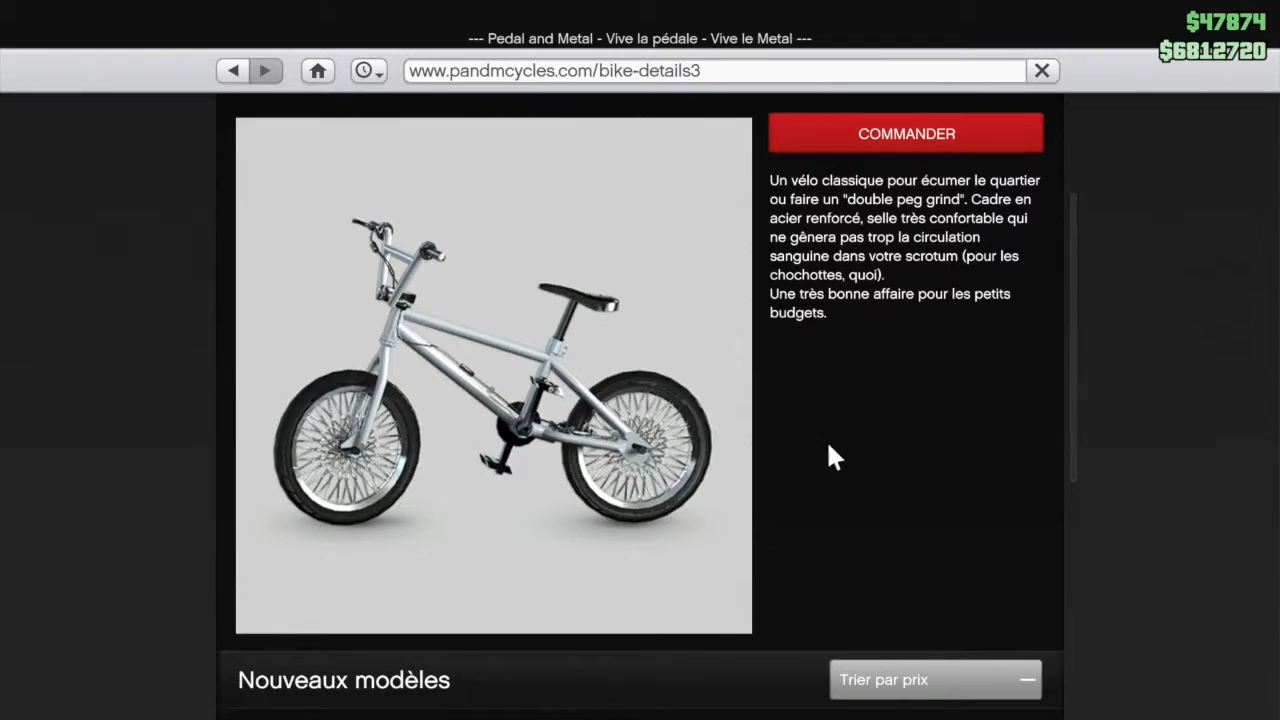 $47874
--- Pedal and Metal - Vive la pédale - Vive le Metal ---
$6812720
www.pandmcycles.com/bike-details3
COMMANDER
Un vélo classique pour écumer le quartier
ou faire un "double peg grind". Cadre en
acier renforcé, selle très confortable qui
ne gênera pas trop la circulation
sanguine dans votre scrotum (pour les
chochottes, quoi).
Une très bonne affaire pour les petits
budgets.
Nouveaux modèles
Trier par prix